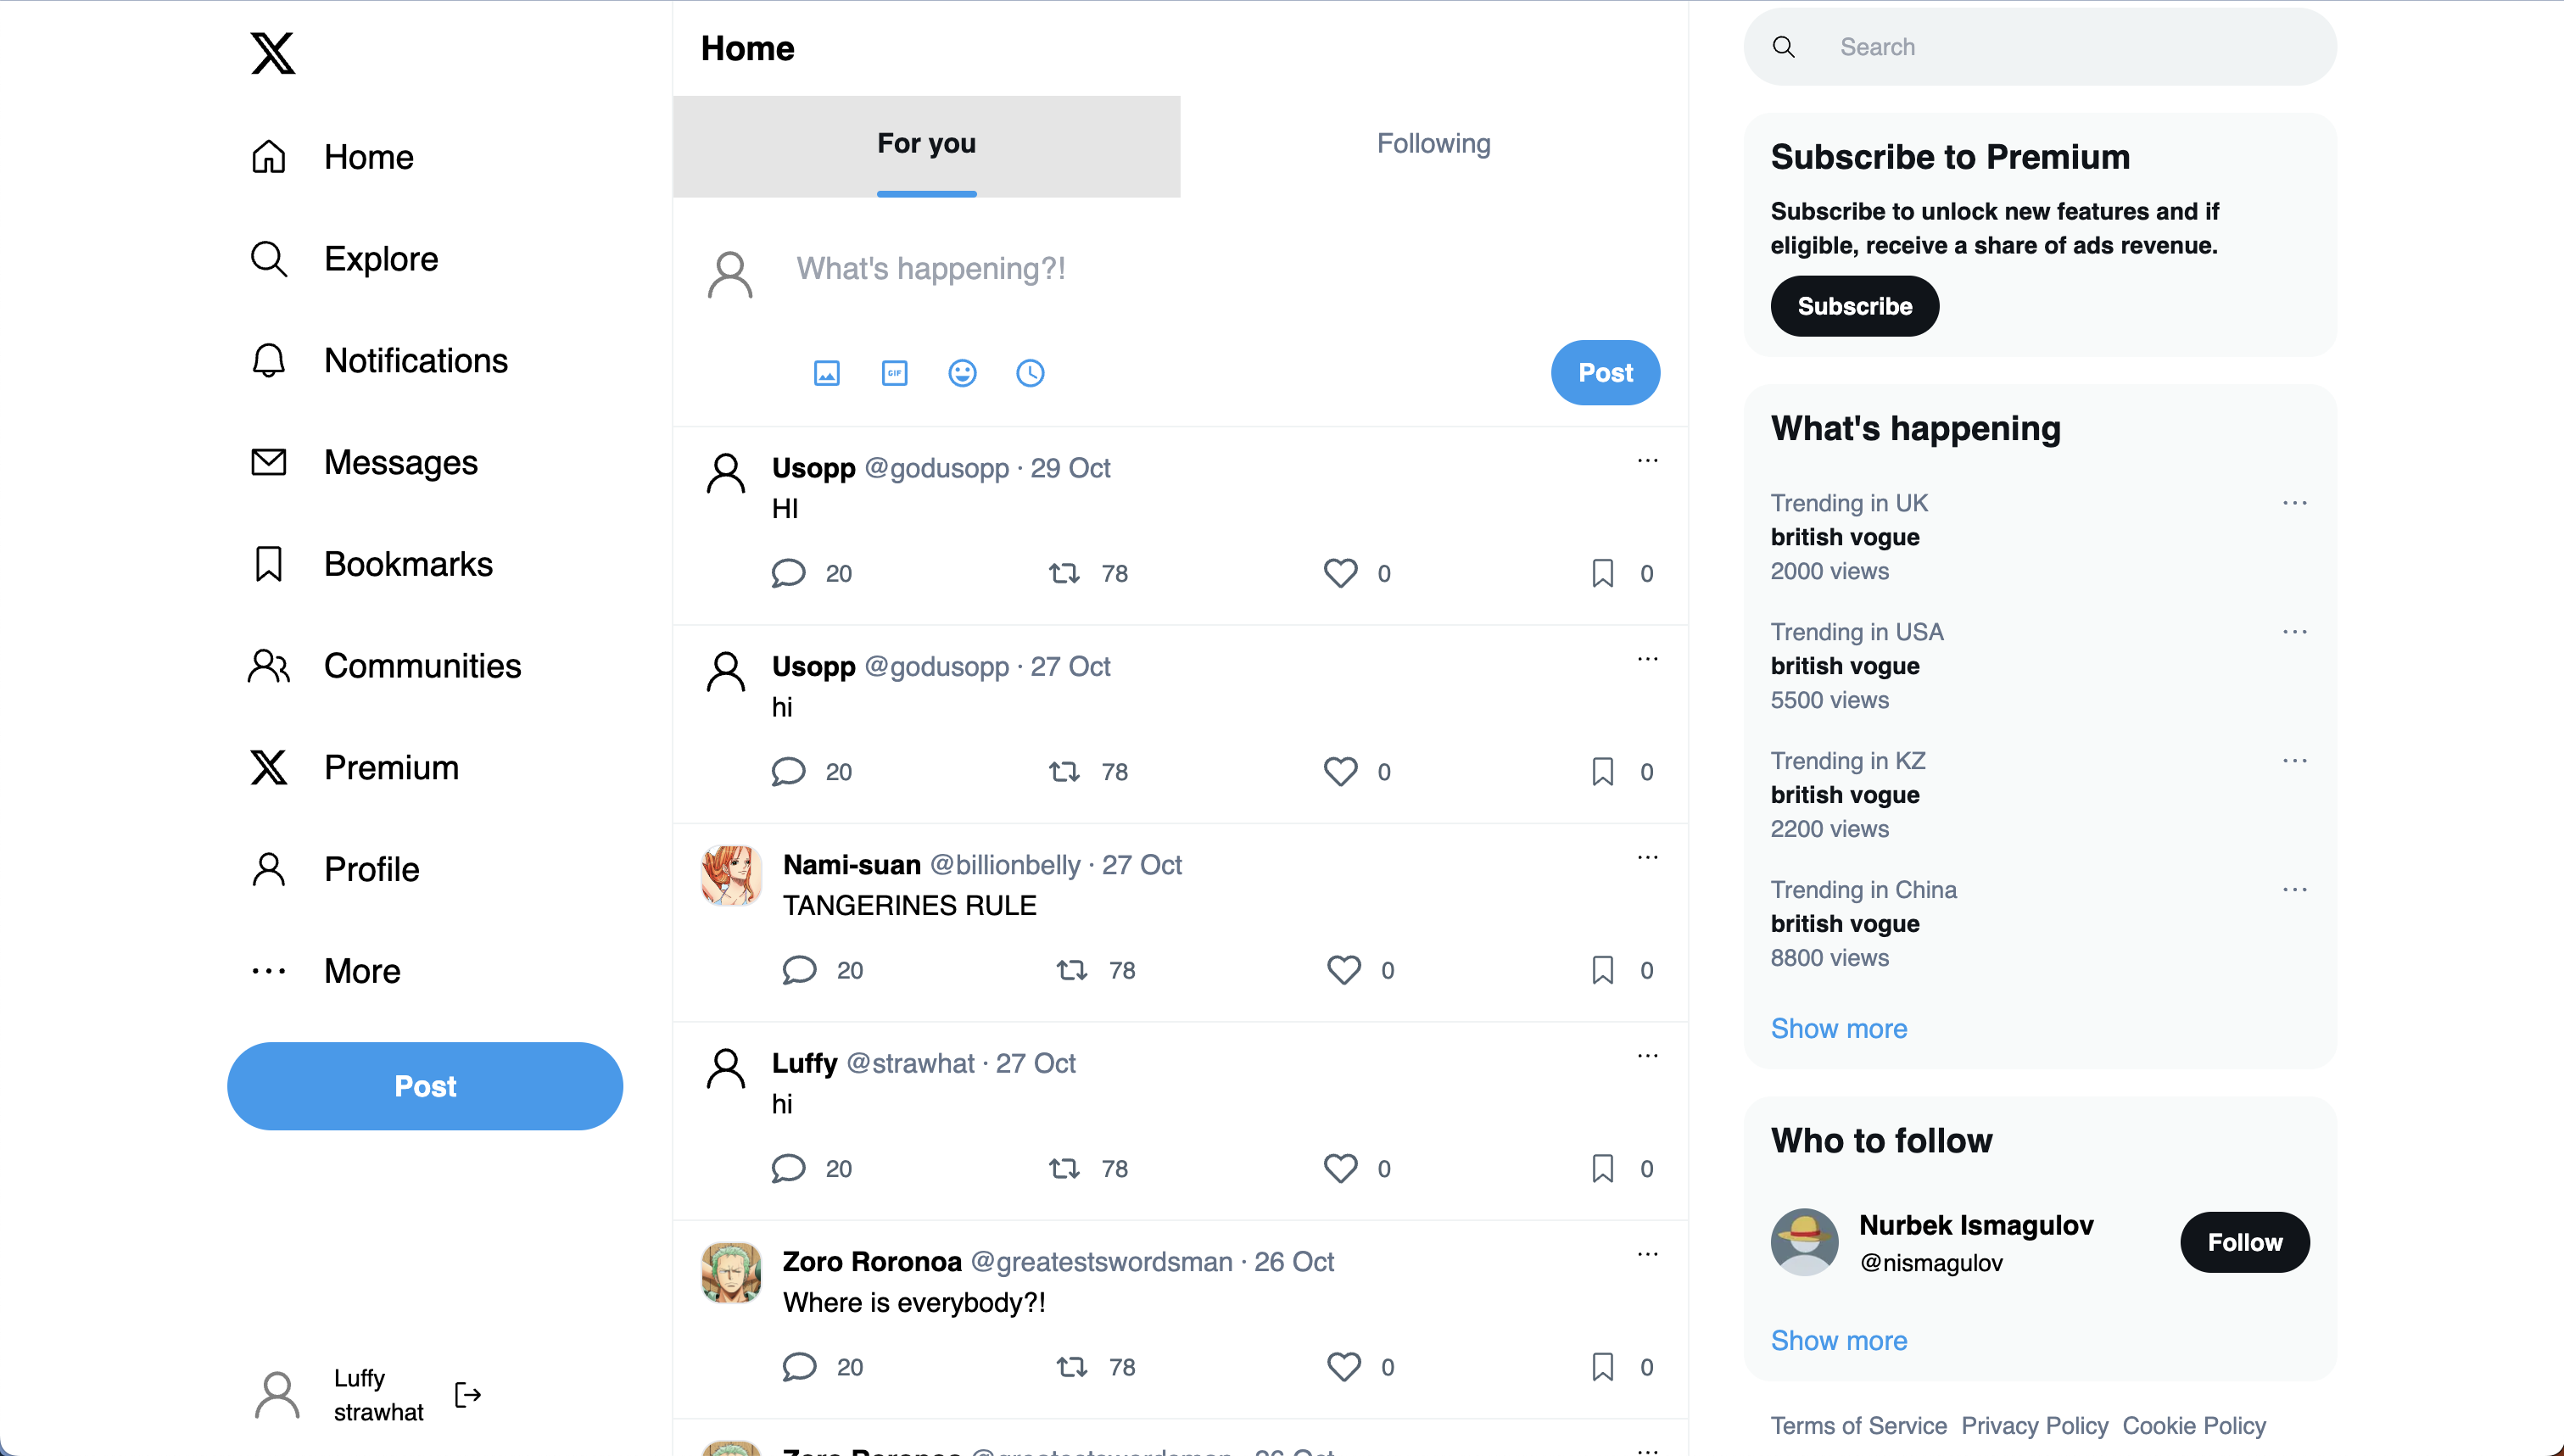 Home
Explore
Notifications
Messages
Bookmarks
Communities
Premium
Profile
More
Post
Luffy
strawhat
Home
For you
Following
What's happening?!
GIF
Post
Usopp @godusopp · 29 Oct
HI
20 78 0 0
Usopp @godusopp · 27 Oct
hi
20 78 0 0
Nami-suan @billionbelly · 27 Oct
TANGERINES RULE
20 78 0 0
Luffy @strawhat · 27 Oct
hi
20 78 0 0
Zoro Roronoa @greatestswordsman · 26 Oct
Where is everybody?!
20 78 0 0
Zoro Roronoa @greatestswordsman · 26 Oct
Search
Subscribe to Premium
Subscribe to unlock new features and if
eligible, receive a share of ads revenue.
Subscribe
What's happening
Trending in UK
british vogue
2000 views
Trending in USA
british vogue
5500 views
Trending in KZ
british vogue
2200 views
Trending in China
british vogue
8800 views
Show more
Who to follow
Nurbek Ismagulov
@nismagulov
Follow
Show more
Terms of Service Privacy Policy Cookie Policy